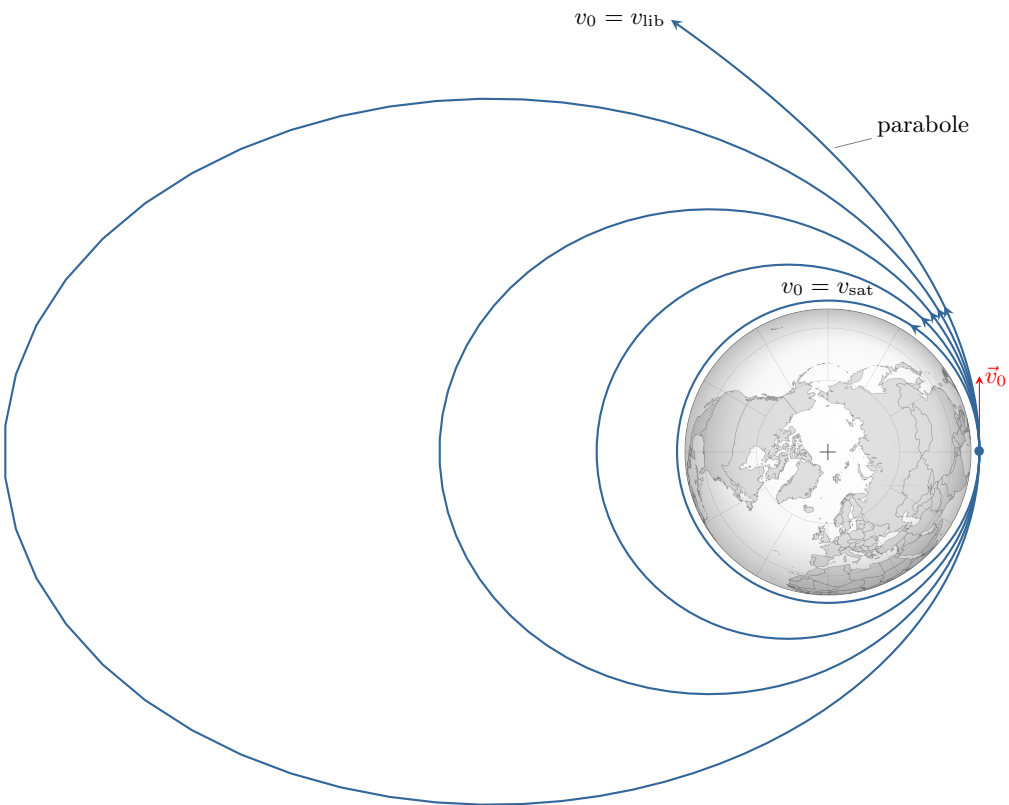 v₀ = v_lib
parabole
v₀ = v_sat
v⃗₀